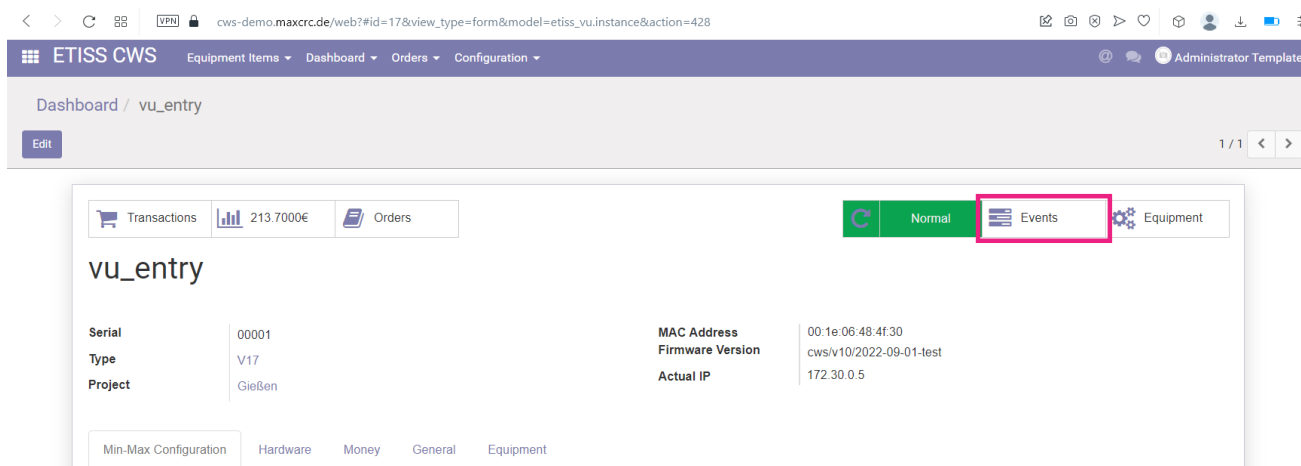 VPN cws-demo.maxcrc.de/web?#id=17&view_type=form&model=etiss_vu.instance&action=428
ETISS CWS Equipment Items Dashboard Orders Configuration @ Administrator Template
Dashboard / vu_entry
Edit 1 / 1
Transactions 213.7000€ Orders Normal Events Equipment
vu_entry
Serial 00001 MAC Address 00:1e:06:48:4f:30
Type V17 Firmware Version cws/v10/2022-09-01-test
Project Gießen Actual IP 172.30.0.5
Min-Max Configuration Hardware Money General Equipment